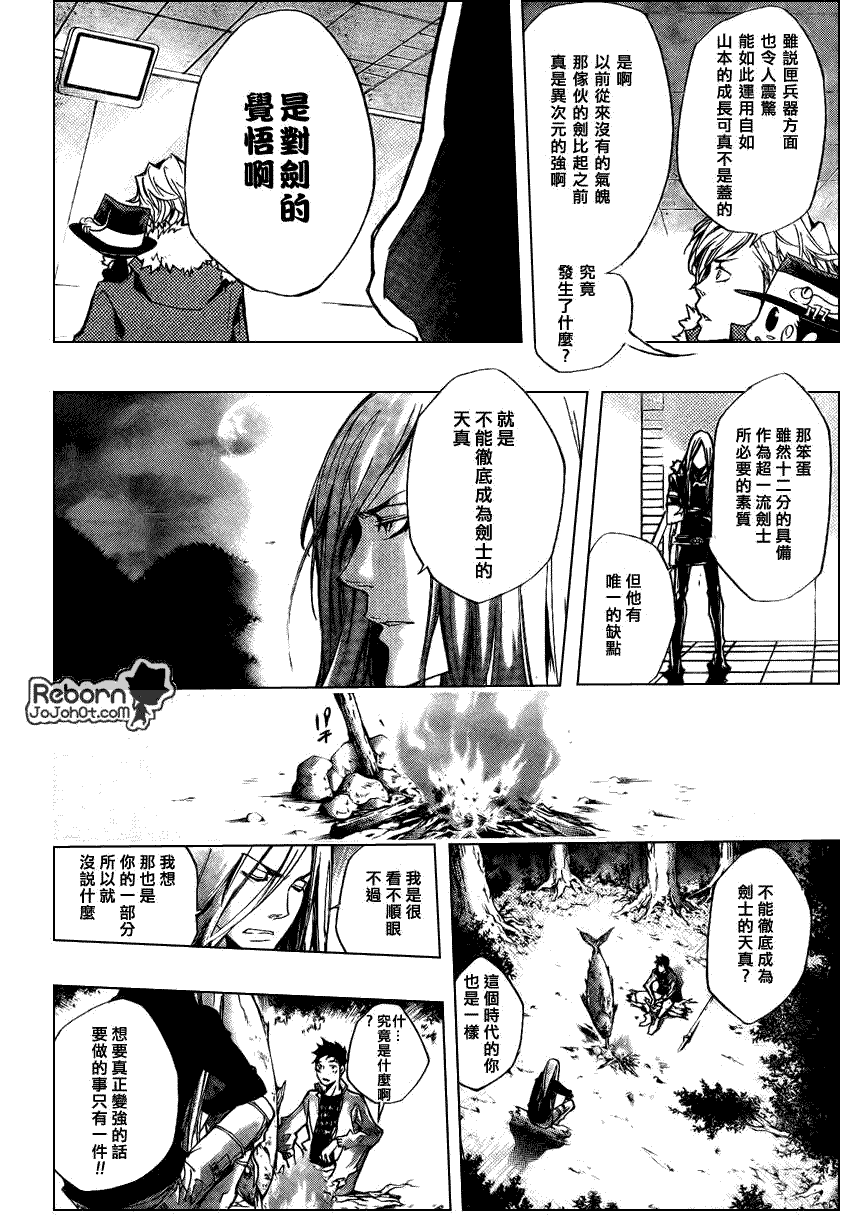 雖説匣兵器方面
也令人震驚
能如此運用自如
山本的成長可真不是蓋的
是啊
以前從來沒有的氣魄
那傢伙的劍比起之前
真是異次元的強啊
究竟
發生了什麼？
是對劍的
覺悟啊
那笨蛋
雖然十二分的具備
作為超一流劍士
所必要的素質
但他有
唯一的缺點
就是
不能徹底成為劍士的
天真
Reborn
JoJohot.com
不能徹底成為
劍士的天真？
這個時代的你
也是一樣
我是很
看不順眼
不過
我想
那也是
你的一部分
所以就
沒説什麼
什…
究竟是什麼啊
？
想要真正變強的話
要做的事只有一件!!